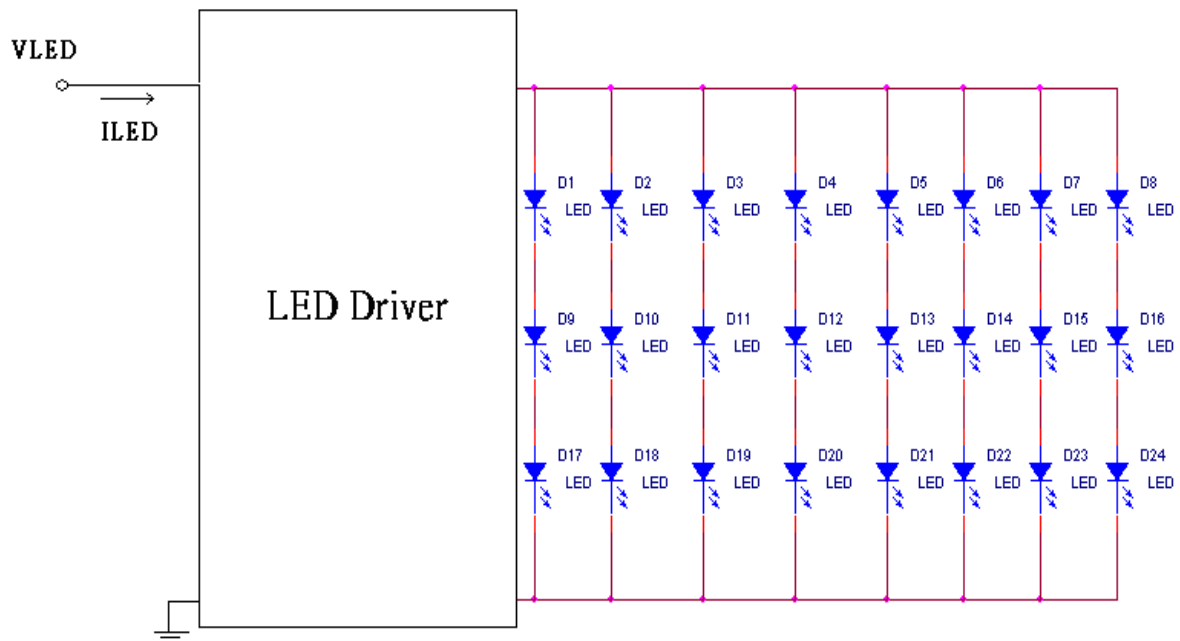 VLED
ILED
LED Driver
D1 D2 D3 D4 D5 D6 D7 D8
LED LED LED LED LED LED LED LED
D9 D10 D11 D12 D13 D14 D15 D16
LED LED LED LED LED LED LED LED
D17 D18 D19 D20 D21 D22 D23 D24
LED LED LED LED LED LED LED LED